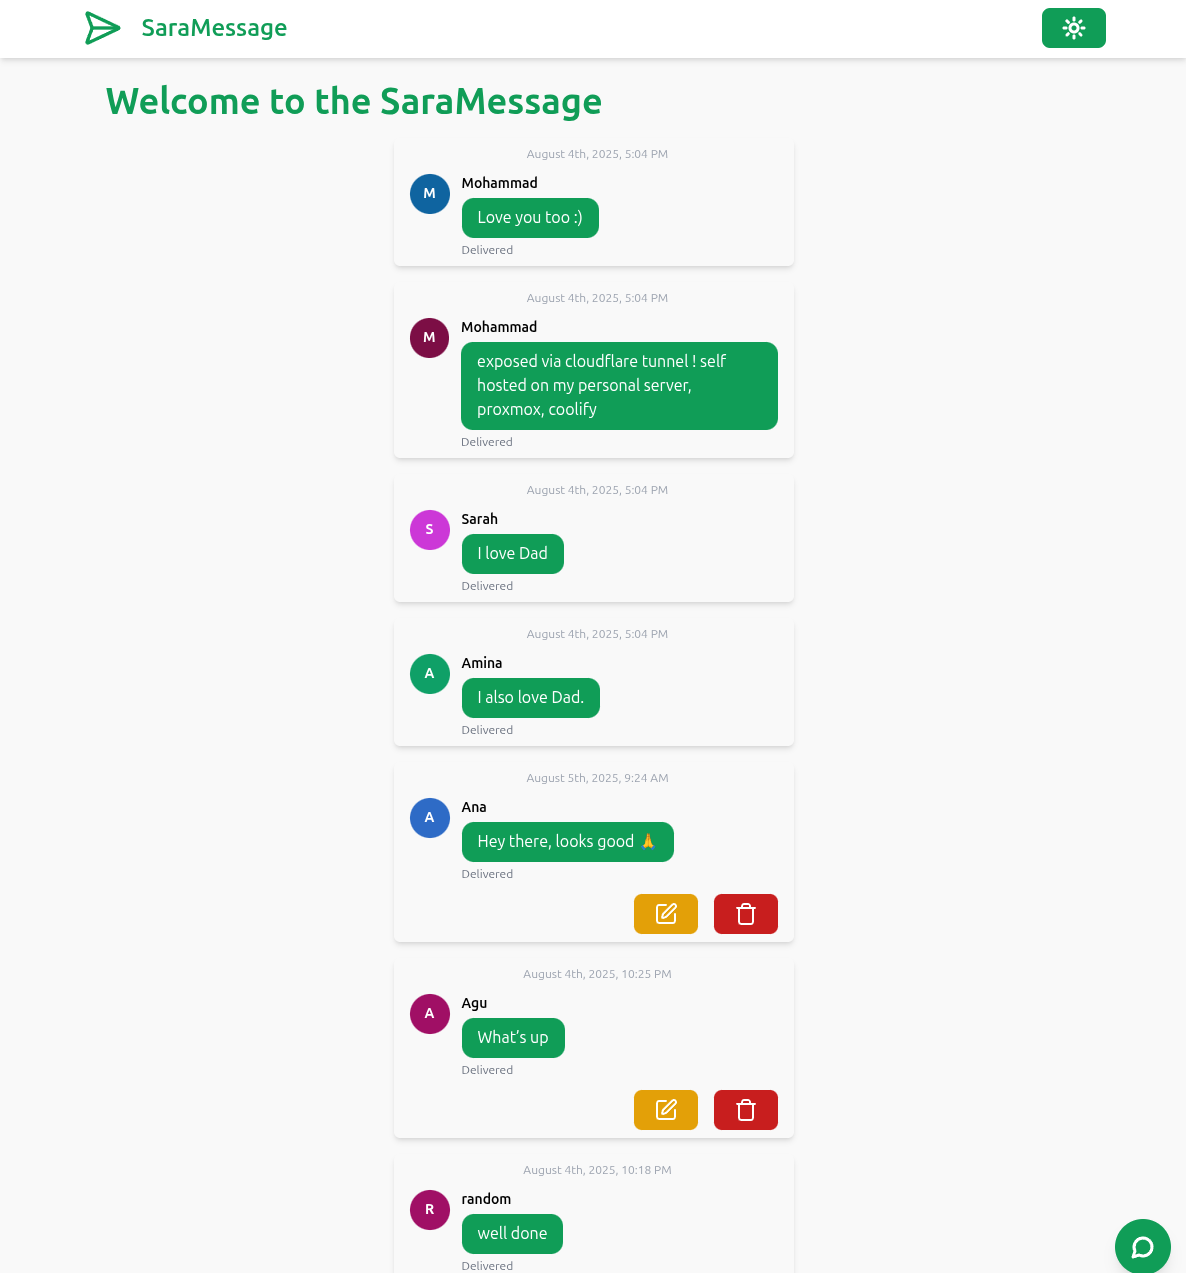 SaraMessage
Welcome to the SaraMessage
August 4th, 2025, 5:04 PM
M
Mohammad
Love you too :)
Delivered
August 4th, 2025, 5:04 PM
M
Mohammad
exposed via cloudflare tunnel ! self
hosted on my personal server,
proxmox, coolify
Delivered
August 4th, 2025, 5:04 PM
S
Sarah
I love Dad
Delivered
August 4th, 2025, 5:04 PM
A
Amina
I also love Dad.
Delivered
August 5th, 2025, 9:24 AM
A
Ana
Hey there, looks good 🙏
Delivered
August 4th, 2025, 10:25 PM
A
Agu
What's up
Delivered
August 4th, 2025, 10:18 PM
R
random
well done
Delivered